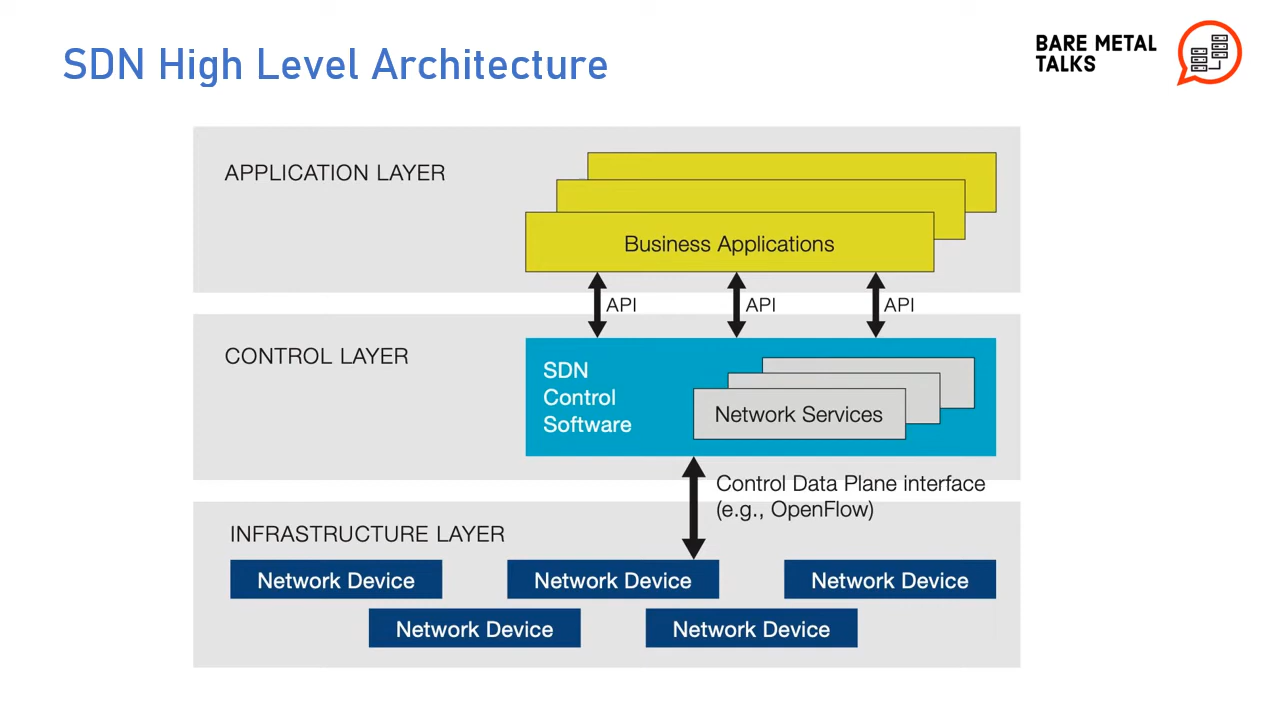 SDN High Level Architecture
BARE METAL
TALKS
APPLICATION LAYER
Business Applications
API
API
API
CONTROL LAYER
SDN
Control
Software
Network Services
Control Data Plane interface
(e.g., OpenFlow)
INFRASTRUCTURE LAYER
Network Device
Network Device
Network Device
Network Device
Network Device